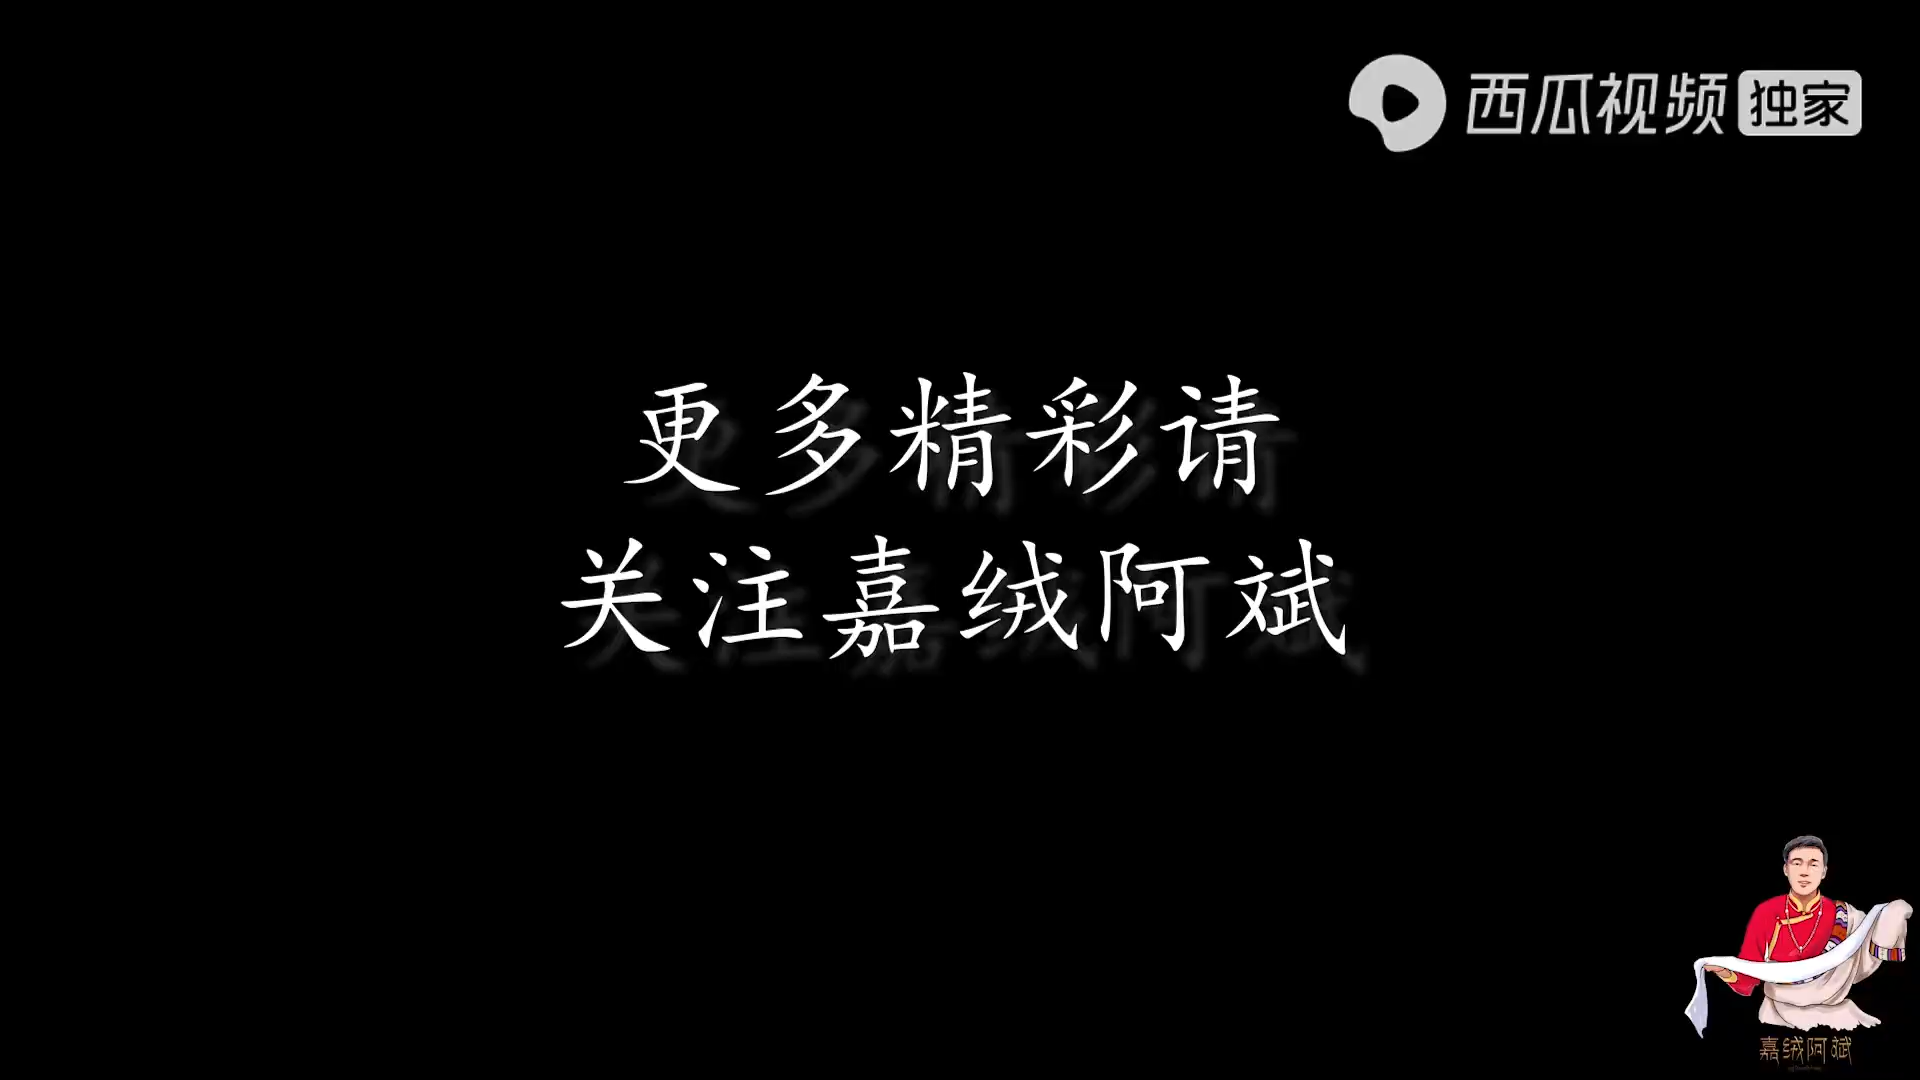 西瓜视频 独家
更多精彩请
关注嘉绒阿斌
嘉绒阿斌